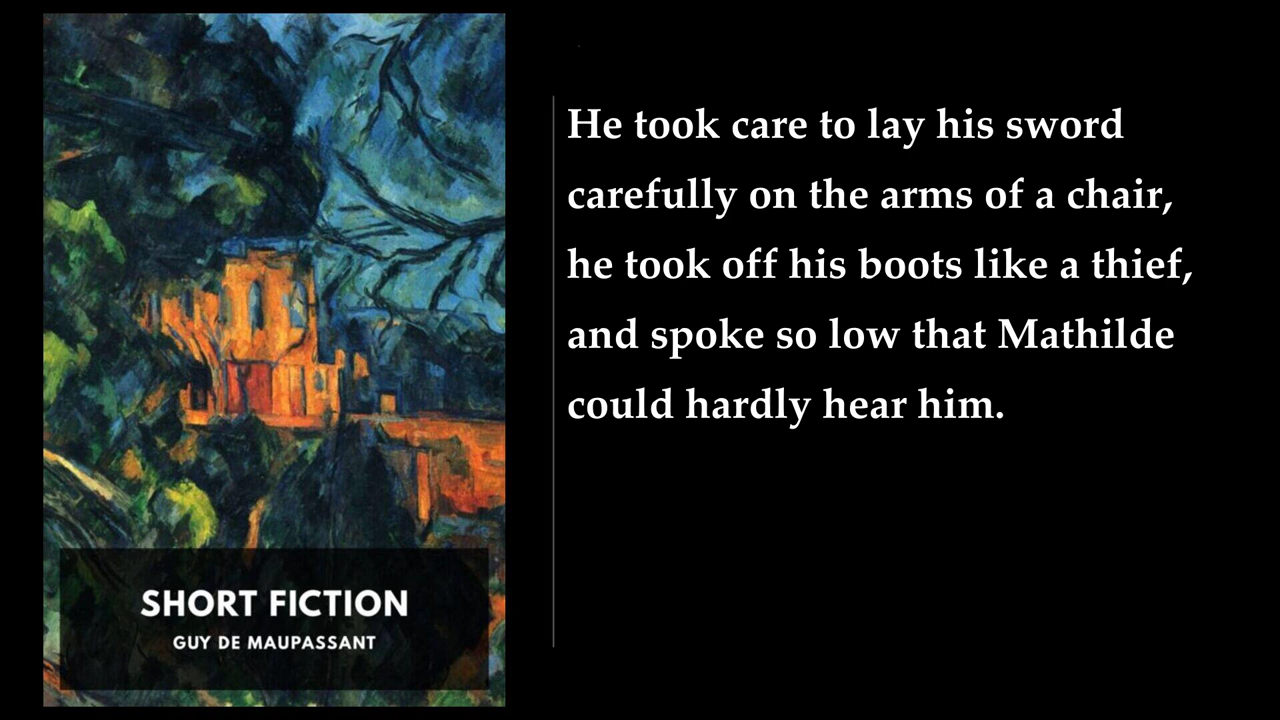 He took care to lay his sword
carefully on the arms of a chair,
he took off his boots like a thief,
and spoke so low that Mathilde
could hardly hear him.
SHORT FICTION
GUY DE MAUPASSANT